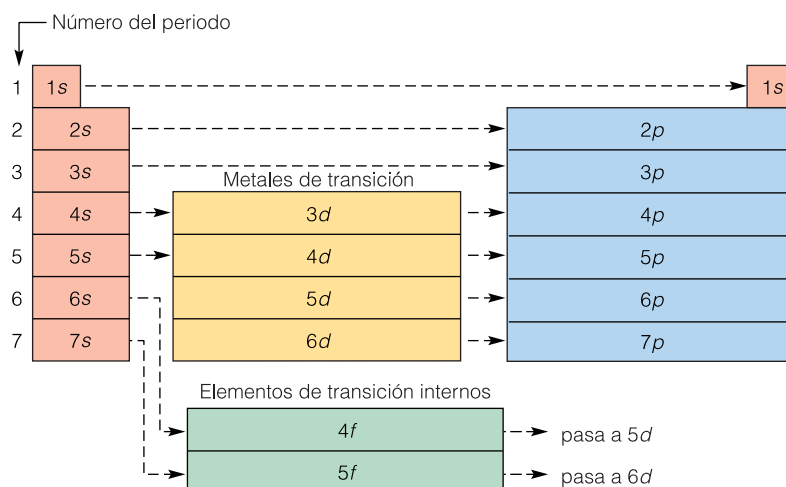 Número del periodo
1 1s 1s
2 2s 2p
3 3s 3p
Metales de transición
4 4s 3d 4p
5 5s 4d 5p
6 6s 5d 6p
7 7s 6d 7p
Elementos de transición internos
4f pasa a 5d
5f pasa a 6d